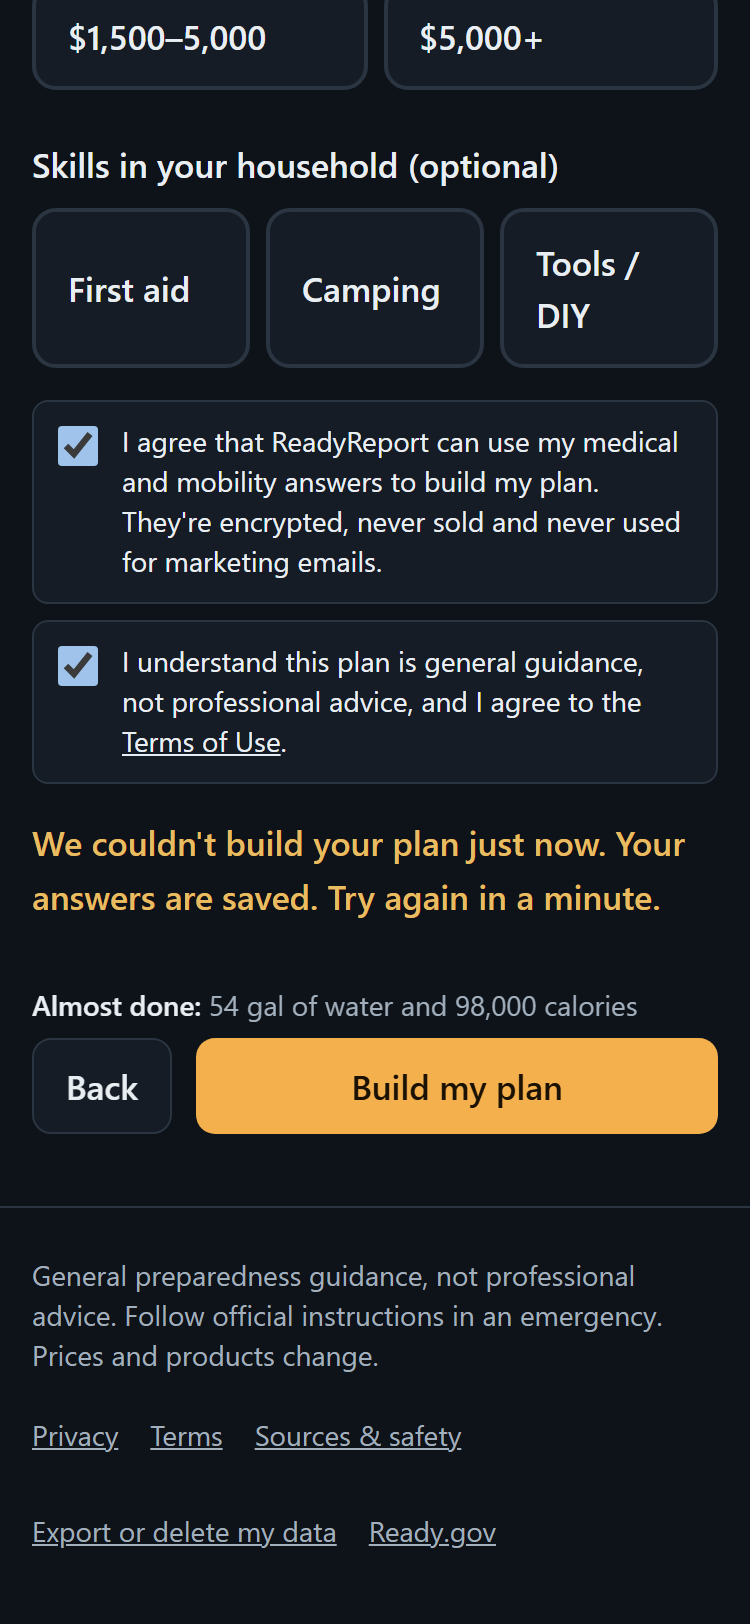 $1,500–5,000
$5,000+
Skills in your household (optional)
First aid
Camping
Tools /
DIY
I agree that ReadyReport can use my medical
and mobility answers to build my plan.
They're encrypted, never sold and never used
for marketing emails.
I understand this plan is general guidance,
not professional advice, and I agree to the
Terms of Use.
We couldn't build your plan just now. Your
answers are saved. Try again in a minute.
Almost done: 54 gal of water and 98,000 calories
Back
Build my plan
General preparedness guidance, not professional
advice. Follow official instructions in an emergency.
Prices and products change.
Privacy
Terms
Sources & safety
Export or delete my data
Ready.gov